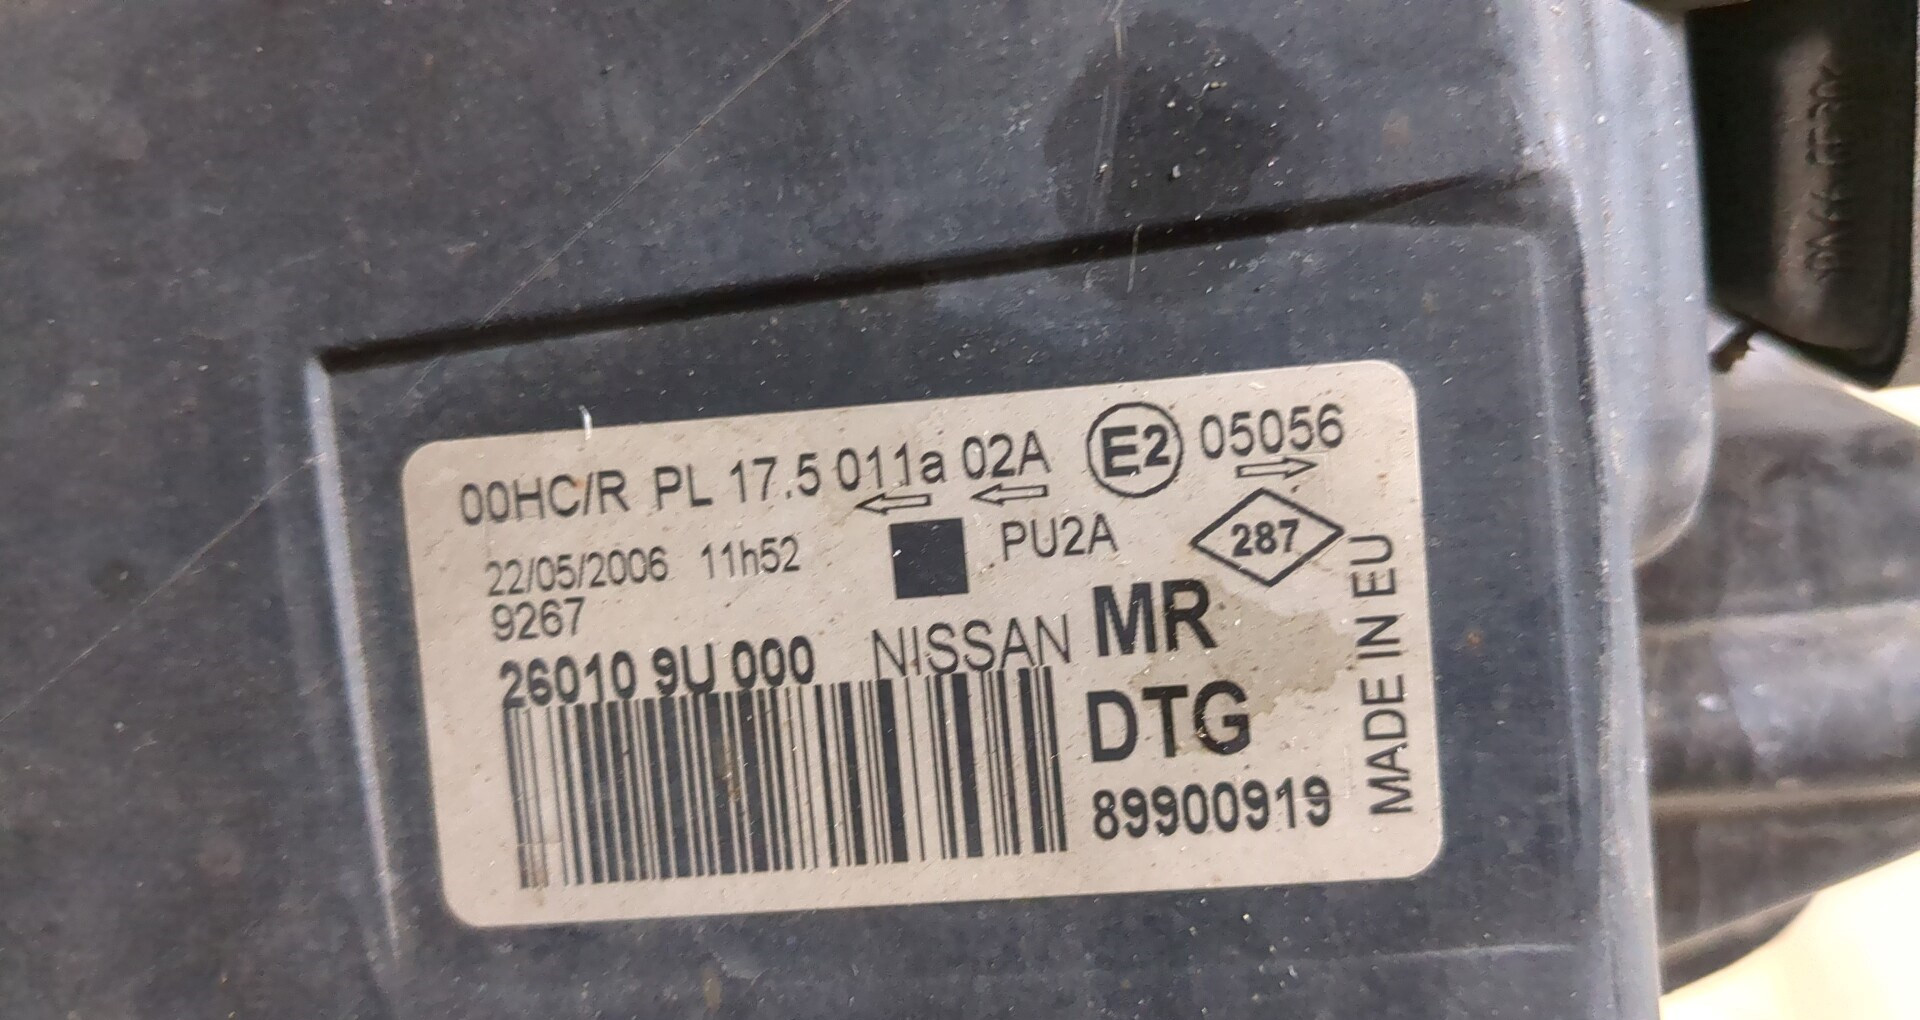 00HC/R PL 17.5 011a 02A E2 05056
22/05/2006 11h52 PU2A 287
9267
26010 9U 000 NISSAN MR
DTG
89900919
MADE IN EU